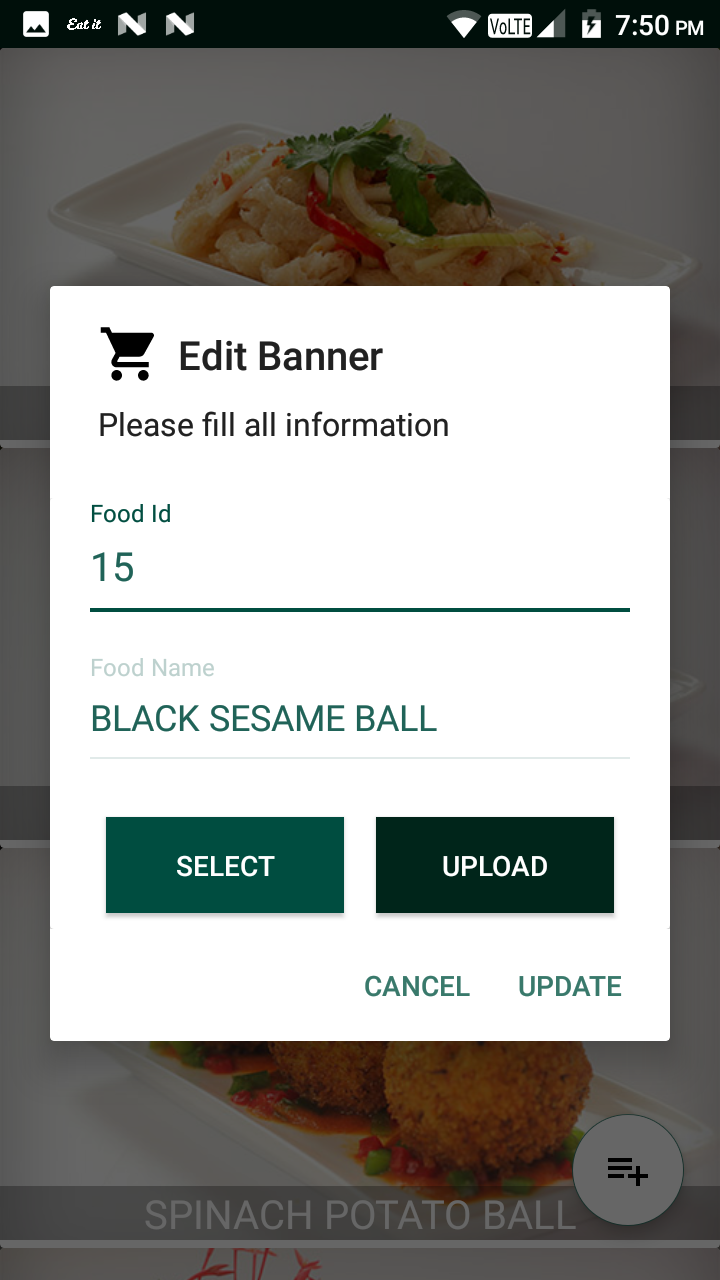 Eat it
VoLTE
7:50 PM
Edit Banner
Please fill all information
Food Id
15
Food Name
BLACK SESAME BALL
SELECT
UPLOAD
CANCEL
UPDATE
SPINACH POTATO BALL